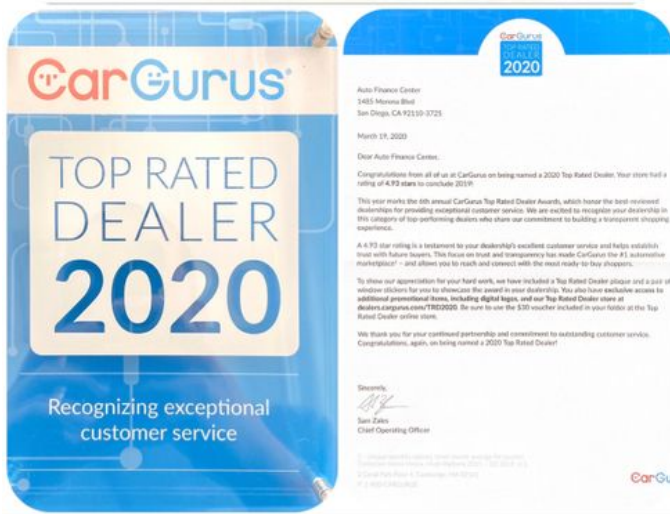 CarGurus®
TOP RATED
DEALER
2020
Recognizing exceptional
customer service
CarGurus
TOP RATED
DEALER
2020
Auto Finance Center
1485 Morena Blvd
San Diego, CA 92110-3725
March 19, 2020
Dear Auto Finance Center,
Congratulations from all of us at CarGurus on being named a 2020 Top Rated Dealer. Your store had a
rating of 4.93 stars to conclude 2019!
This year marks the 6th annual CarGurus Top Rated Dealer Awards, which honor the best-reviewed
dealerships for providing exceptional customer service. We are excited to recognize your dealership in
this category of top-performing dealers who share our commitment to building a transparent shopping
experience.
A 4.93 star rating is a testament to your dealership's excellent customer service and helps establish
trust with future buyers. This focus on trust and transparency has made CarGurus the #1 automotive
marketplace¹ – and allows you to reach and connect with the most ready-to-buy shoppers.
To show our appreciation for your hard work, we have included a Top Rated Dealer plaque and a pair of
window stickers for you to showcase the award in your dealership. You also have exclusive access to
additional promotional items, including digital logos, and our Top Rated Dealer store at
dealers.cargurus.com/TRD2020. Be sure to use the $30 voucher included in your folder at the Top
Rated Dealer online store.
We thank you for your continued partnership and commitment to outstanding customer service.
Congratulations, again, on being named a 2020 Top Rated Dealer!
Sincerely,
Sam Zales
Chief Operating Officer
CarGu